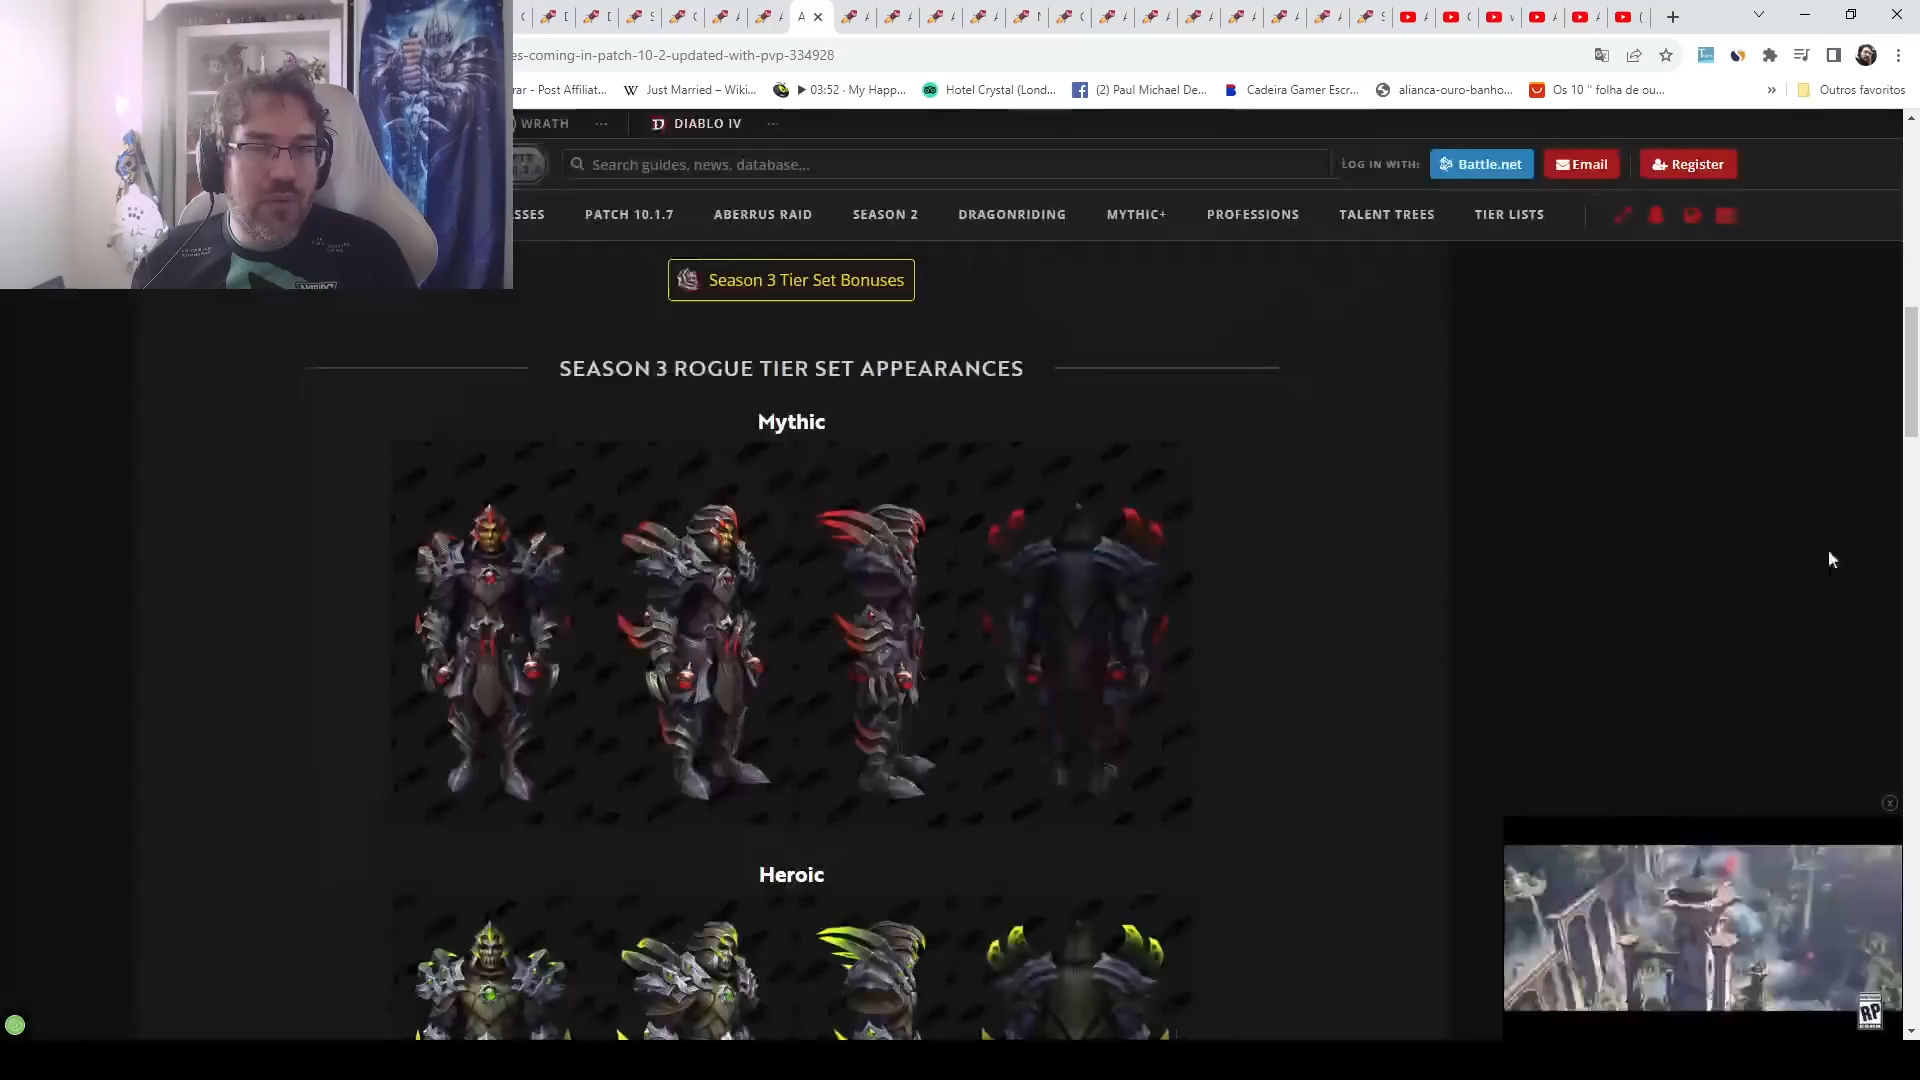 es-coming-in-patch-10-2-updated-with-pvp-334928
rar - Post Affiliat...
Just Married – Wiki...
▶ 03:52 · My Happ...
Hotel Crystal (Lond...
(2) Paul Michael De...
Cadeira Gamer Escr...
alianca-ouro-banho...
Os 10 " folha de ou...
»
Outros favoritos
WRATH
DIABLO IV
Search guides, news, database...
LOG IN WITH:
Battle.net
Email
Register
SSES
PATCH 10.1.7
ABERRUS RAID
SEASON 2
DRAGONRIDING
MYTHIC+
PROFESSIONS
TALENT TREES
TIER LISTS
Season 3 Tier Set Bonuses
SEASON 3 ROGUE TIER SET APPEARANCES
Mythic
Heroic
RP